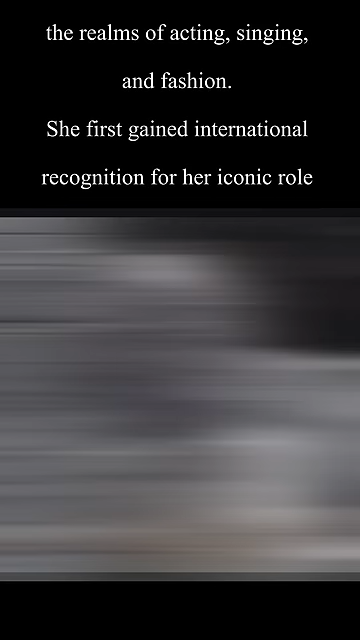 the realms of acting, singing,
and fashion.
She first gained international
recognition for her iconic role